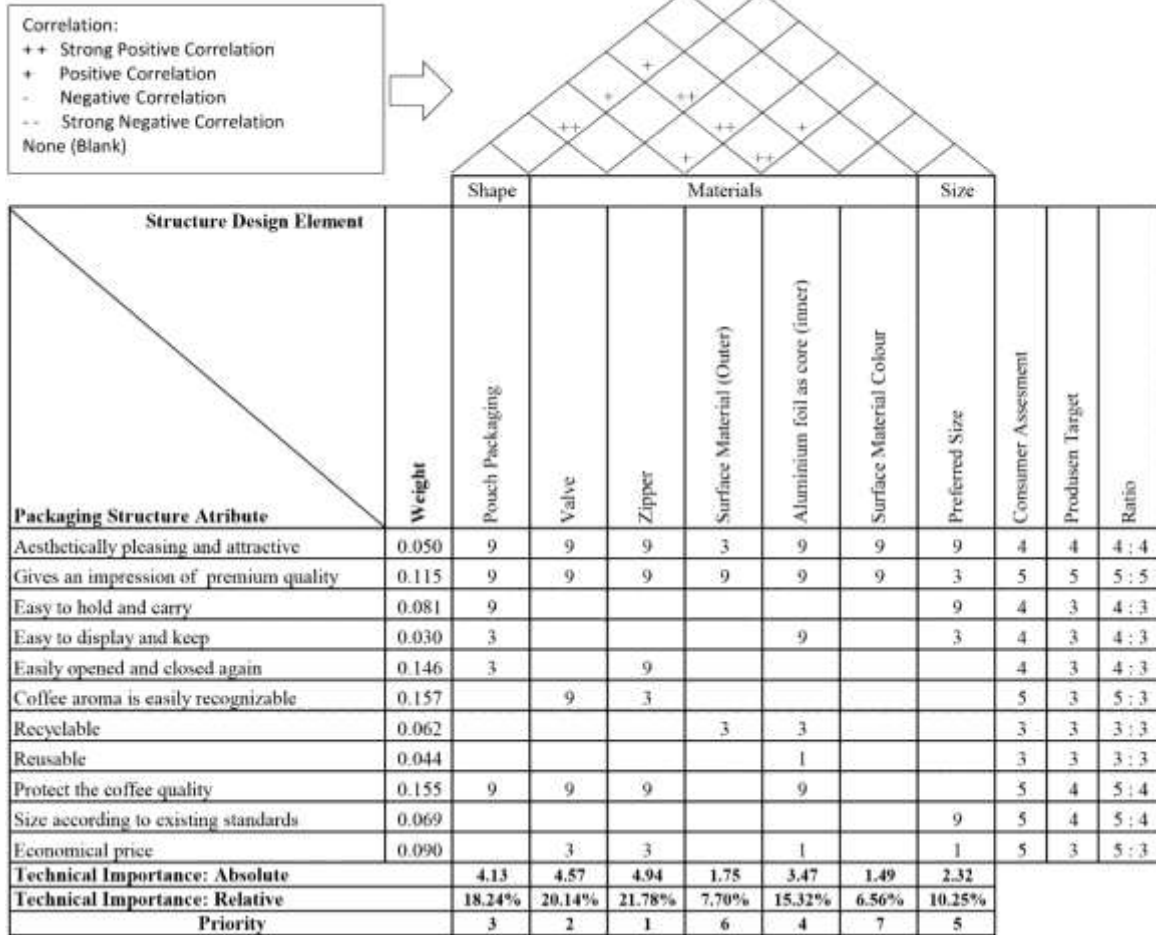 Correlation:
++ Strong Positive Correlation
+ Positive Correlation
- Negative Correlation
-- Strong Negative Correlation
None (Blank)
+
+ ++
++ ++ +
+ ++
Shape Materials Size
Structure Design Element
Packaging Structure Atribute
Weight
Pouch Packaging
Valve
Zipper
Surface Material (Outer)
Aluminium foil as core (inner)
Surface Material Colour
Preferred Size
Consumer Assesment
Produsen Target
Ratio
Aesthetically pleasing and attractive 0.050 9 9 9 3 9 9 9 4 4 4 : 4
Gives an impression of premium quality 0.115 9 9 9 9 9 9 3 5 5 5 : 5
Easy to hold and carry 0.081 9 9 4 3 4 : 3
Easy to display and keep 0.030 3 9 3 4 3 4 : 3
Easily opened and closed again 0.146 3 9 4 3 4 : 3
Coffee aroma is easily recognizable 0.157 9 3 5 3 5 : 3
Recyclable 0.062 3 3 3 3 3 : 3
Reusable 0.044 1 3 3 3 : 3
Protect the coffee quality 0.155 9 9 9 9 5 4 5 : 4
Size according to existing standards 0.069 9 5 4 5 : 4
Economical price 0.090 3 3 1 1 5 3 5 : 3
Technical Importance: Absolute 4.13 4.57 4.94 1.75 3.47 1.49 2.32
Technical Importance: Relative 18.24% 20.14% 21.78% 7.70% 15.32% 6.56% 10.25%
Priority 3 2 1 6 4 7 5